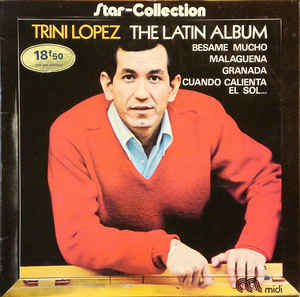 Star-Collection
TRINI LOPEZ THE LATIN ALBUM
BESAME MUCHO
MALAGUENA
GRANADA
CUANDO CALIENTA
EL SOL...
18F50
midi